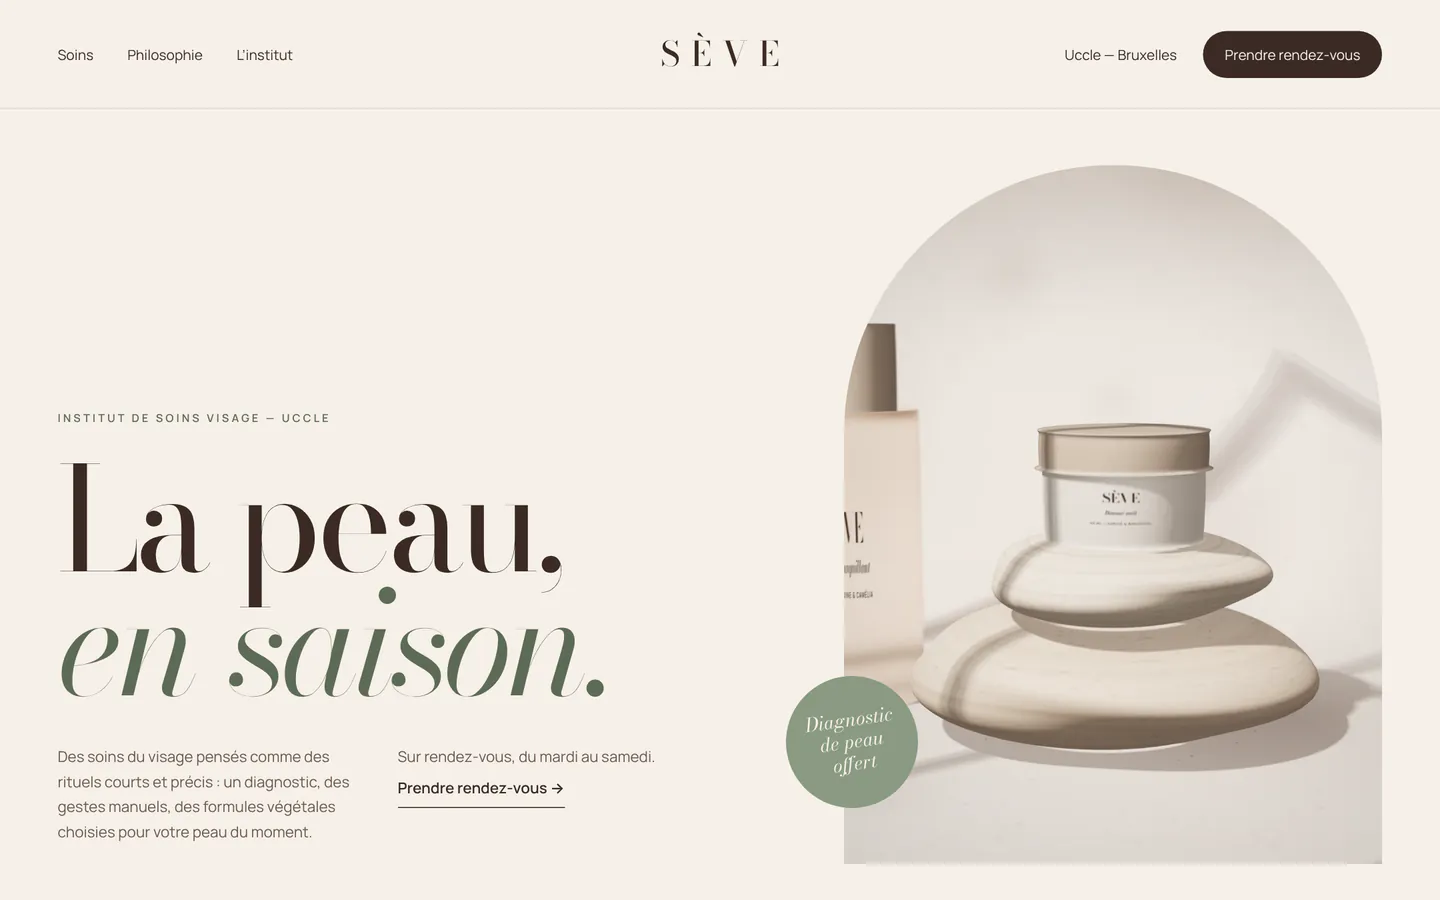 Soins
Philosophie
L'institut
SÈVE
Uccle — Bruxelles
Prendre rendez-vous
INSTITUT DE SOINS VISAGE — UCCLE
La peau,
en saison.
Des soins du visage pensés comme des
rituels courts et précis : un diagnostic, des
gestes manuels, des formules végétales
choisies pour votre peau du moment.
Sur rendez-vous, du mardi au samedi.
Prendre rendez-vous →
Diagnostic
de peau
offert
VE
SÈVE